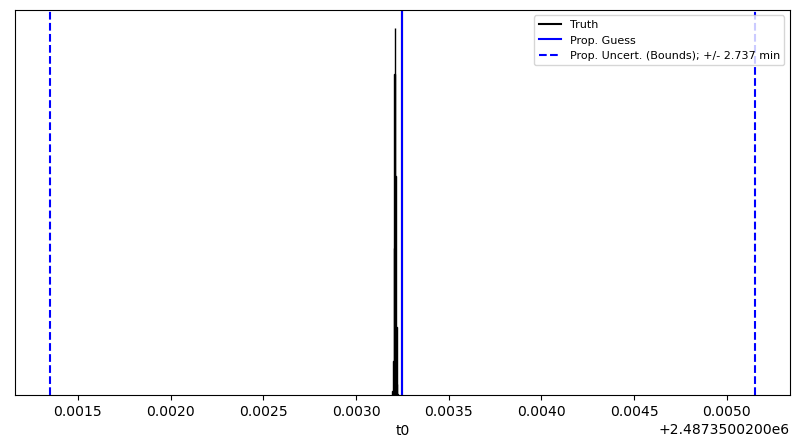 Truth
Prop. Guess
Prop. Uncert. (Bounds); +/- 2.737 min
0.0015 0.0020 0.0025 0.0030 0.0035 0.0040 0.0045 0.0050
t0
+2.4873500200e6